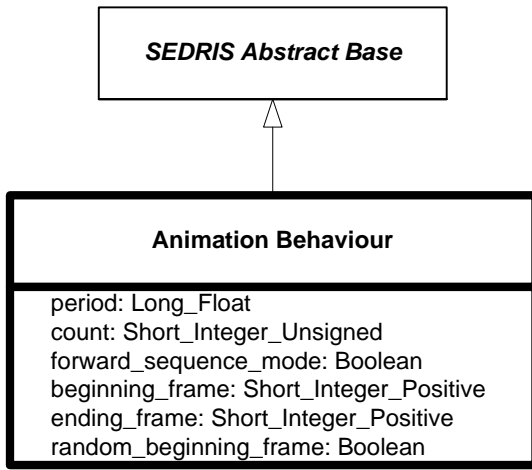 SEDRIS Abstract Base
Animation Behaviour
period: Long_Float
count: Short_Integer_Unsigned
forward_sequence_mode: Boolean
beginning_frame: Short_Integer_Positive
ending_frame: Short_Integer_Positive
random_beginning_frame: Boolean